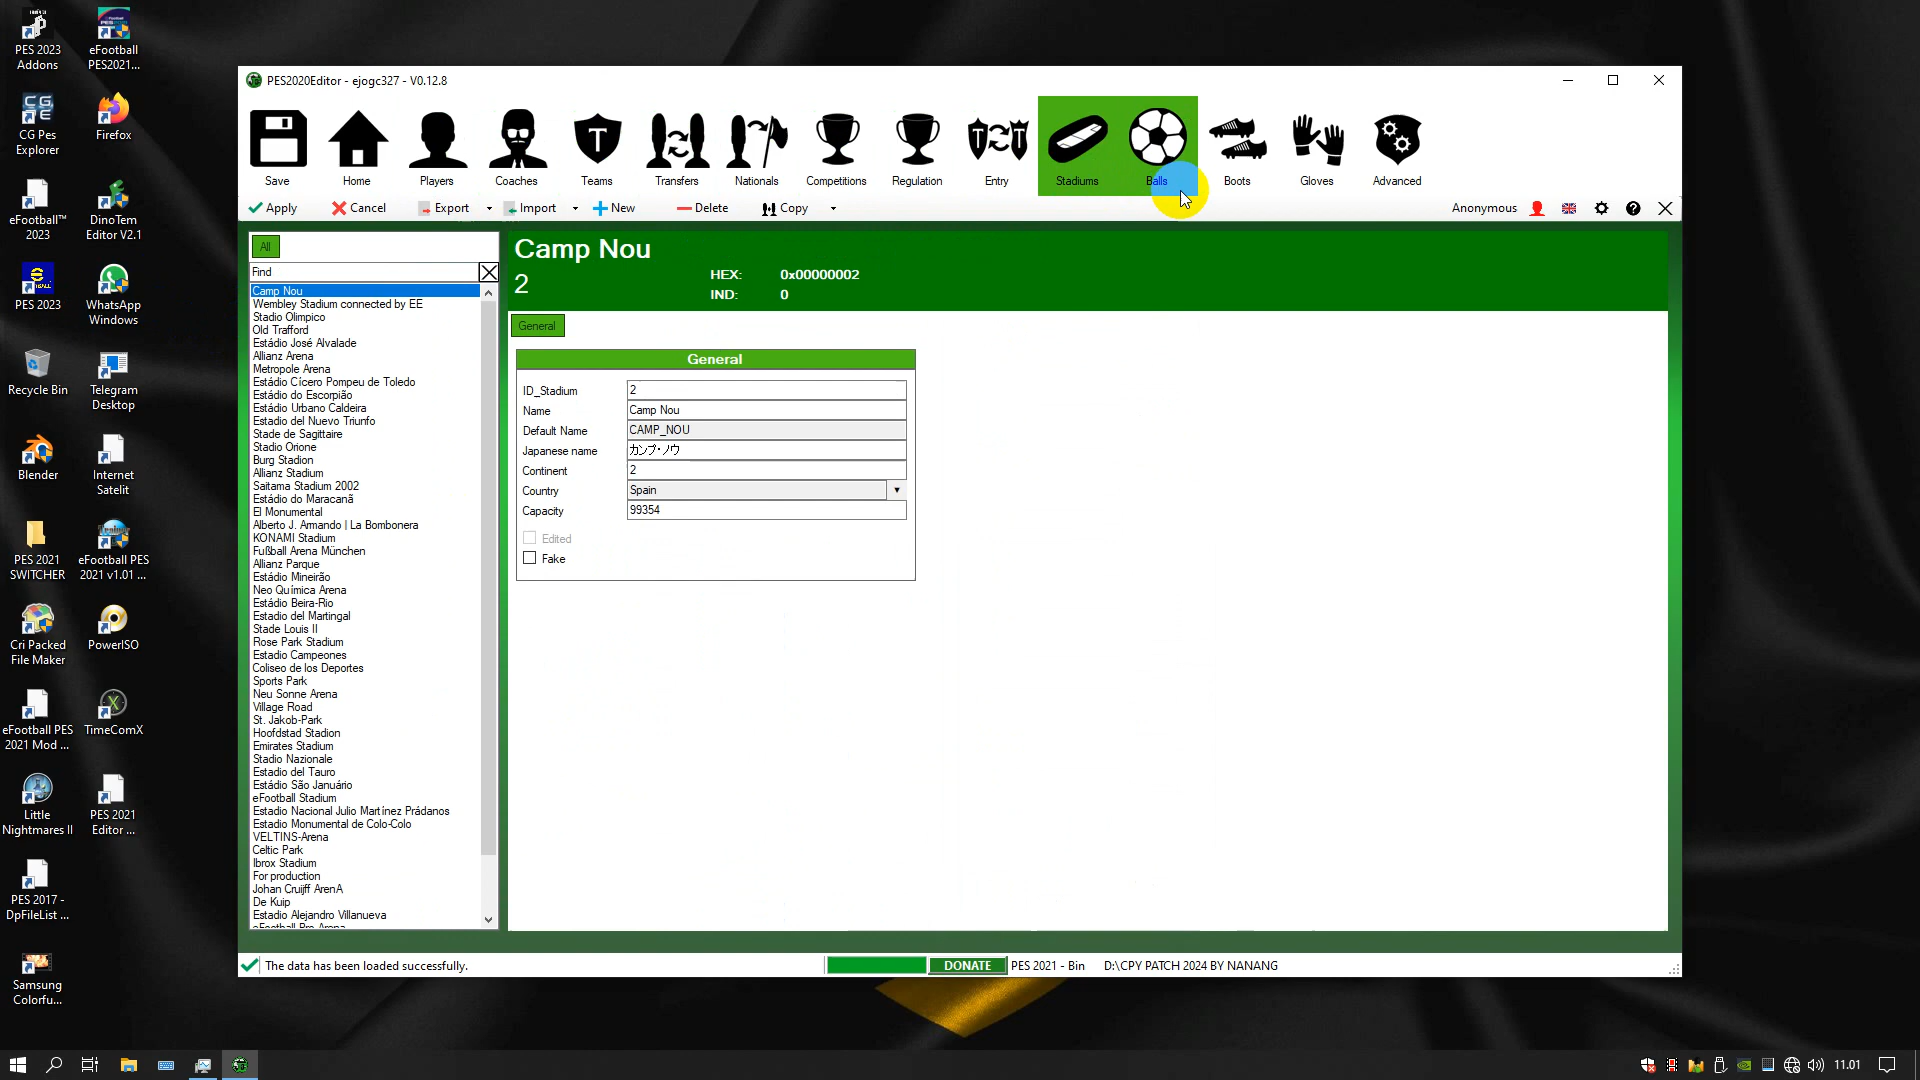 PES 2023
Addons
eFootball
PES2021...
CG Pes
Explorer
Firefox
eFootball™
2023
DinoTem
Editor V2.1
PES 2023
WhatsApp
Windows
Recycle Bin
Telegram
Desktop
Blender
Internet
Satelit
PES 2021
SWITCHER
eFootball PES
2021 v1.01 ...
Cri Packed
File Maker
PowerISO
eFootball PES
2021 Mod ...
TimeComX
Little
Nightmares II
PES 2021
Editor ...
PES 2017 -
DpFileList ...
Samsung
Colorfu...
PES2020Editor - ejogc327 - V0.12.8
Save
Home
Players
Coaches
Teams
Transfers
Nationals
Competitions
Regulation
Entry
Stadiums
Balls
Boots
Gloves
Advanced
Apply
Cancel
Export
Import
New
Delete
Copy
Anonymous
All
Find
Camp Nou
Wembley Stadium connected by EE
Stadio Olimpico
Old Trafford
Estádio José Alvalade
Allianz Arena
Metropole Arena
Estádio Cícero Pompeu de Toledo
Estádio do Escorpião
Estádio Urbano Caldeira
Estadio del Nuevo Triunfo
Stade de Sagittaire
Stadio Orione
Burg Stadion
Allianz Stadium
Saitama Stadium 2002
Estádio do Maracanã
El Monumental
Alberto J. Armando | La Bombonera
KONAMI Stadium
Fußball Arena München
Allianz Parque
Estádio Mineirão
Neo Química Arena
Estádio Beira-Rio
Estadio del Martingal
Stade Louis II
Rose Park Stadium
Estadio Campeones
Coliseo de los Deportes
Sports Park
Neu Sonne Arena
Village Road
St. Jakob-Park
Hoofdstad Stadion
Emirates Stadium
Stadio Nazionale
Estadio del Tauro
Estádio São Januário
eFootball Stadium
Estadio Nacional Julio Martínez Prádanos
Estadio Monumental de Colo-Colo
VELTINS-Arena
Celtic Park
Ibrox Stadium
For production
Johan Cruijff ArenA
De Kuip
Estadio Alejandro Villanueva
eFootball Pro Arena
Camp Nou
2
HEX: 0x00000002
IND: 0
General
General
ID_Stadium 2
Name Camp Nou
Default Name CAMP_NOU
Japanese name カンプ・ノウ
Continent 2
Country Spain
Capacity 99354
Edited
Fake
The data has been loaded successfully.
DONATE
PES 2021 - Bin
D:\CPY PATCH 2024 BY NANANG
11.01